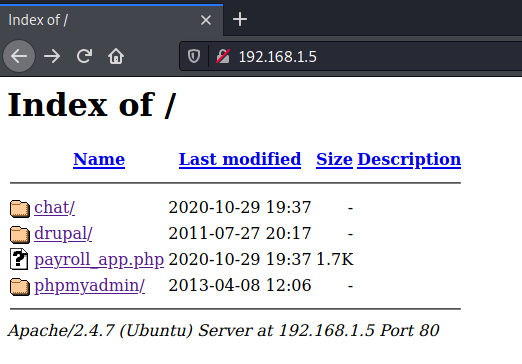 Index of /
192.168.1.5
Index of /
Name Last modified Size Description
chat/ 2020-10-29 19:37 -
drupal/ 2011-07-27 20:17 -
payroll_app.php 2020-10-29 19:37 1.7K
phpmyadmin/ 2013-04-08 12:06 -
Apache/2.4.7 (Ubuntu) Server at 192.168.1.5 Port 80